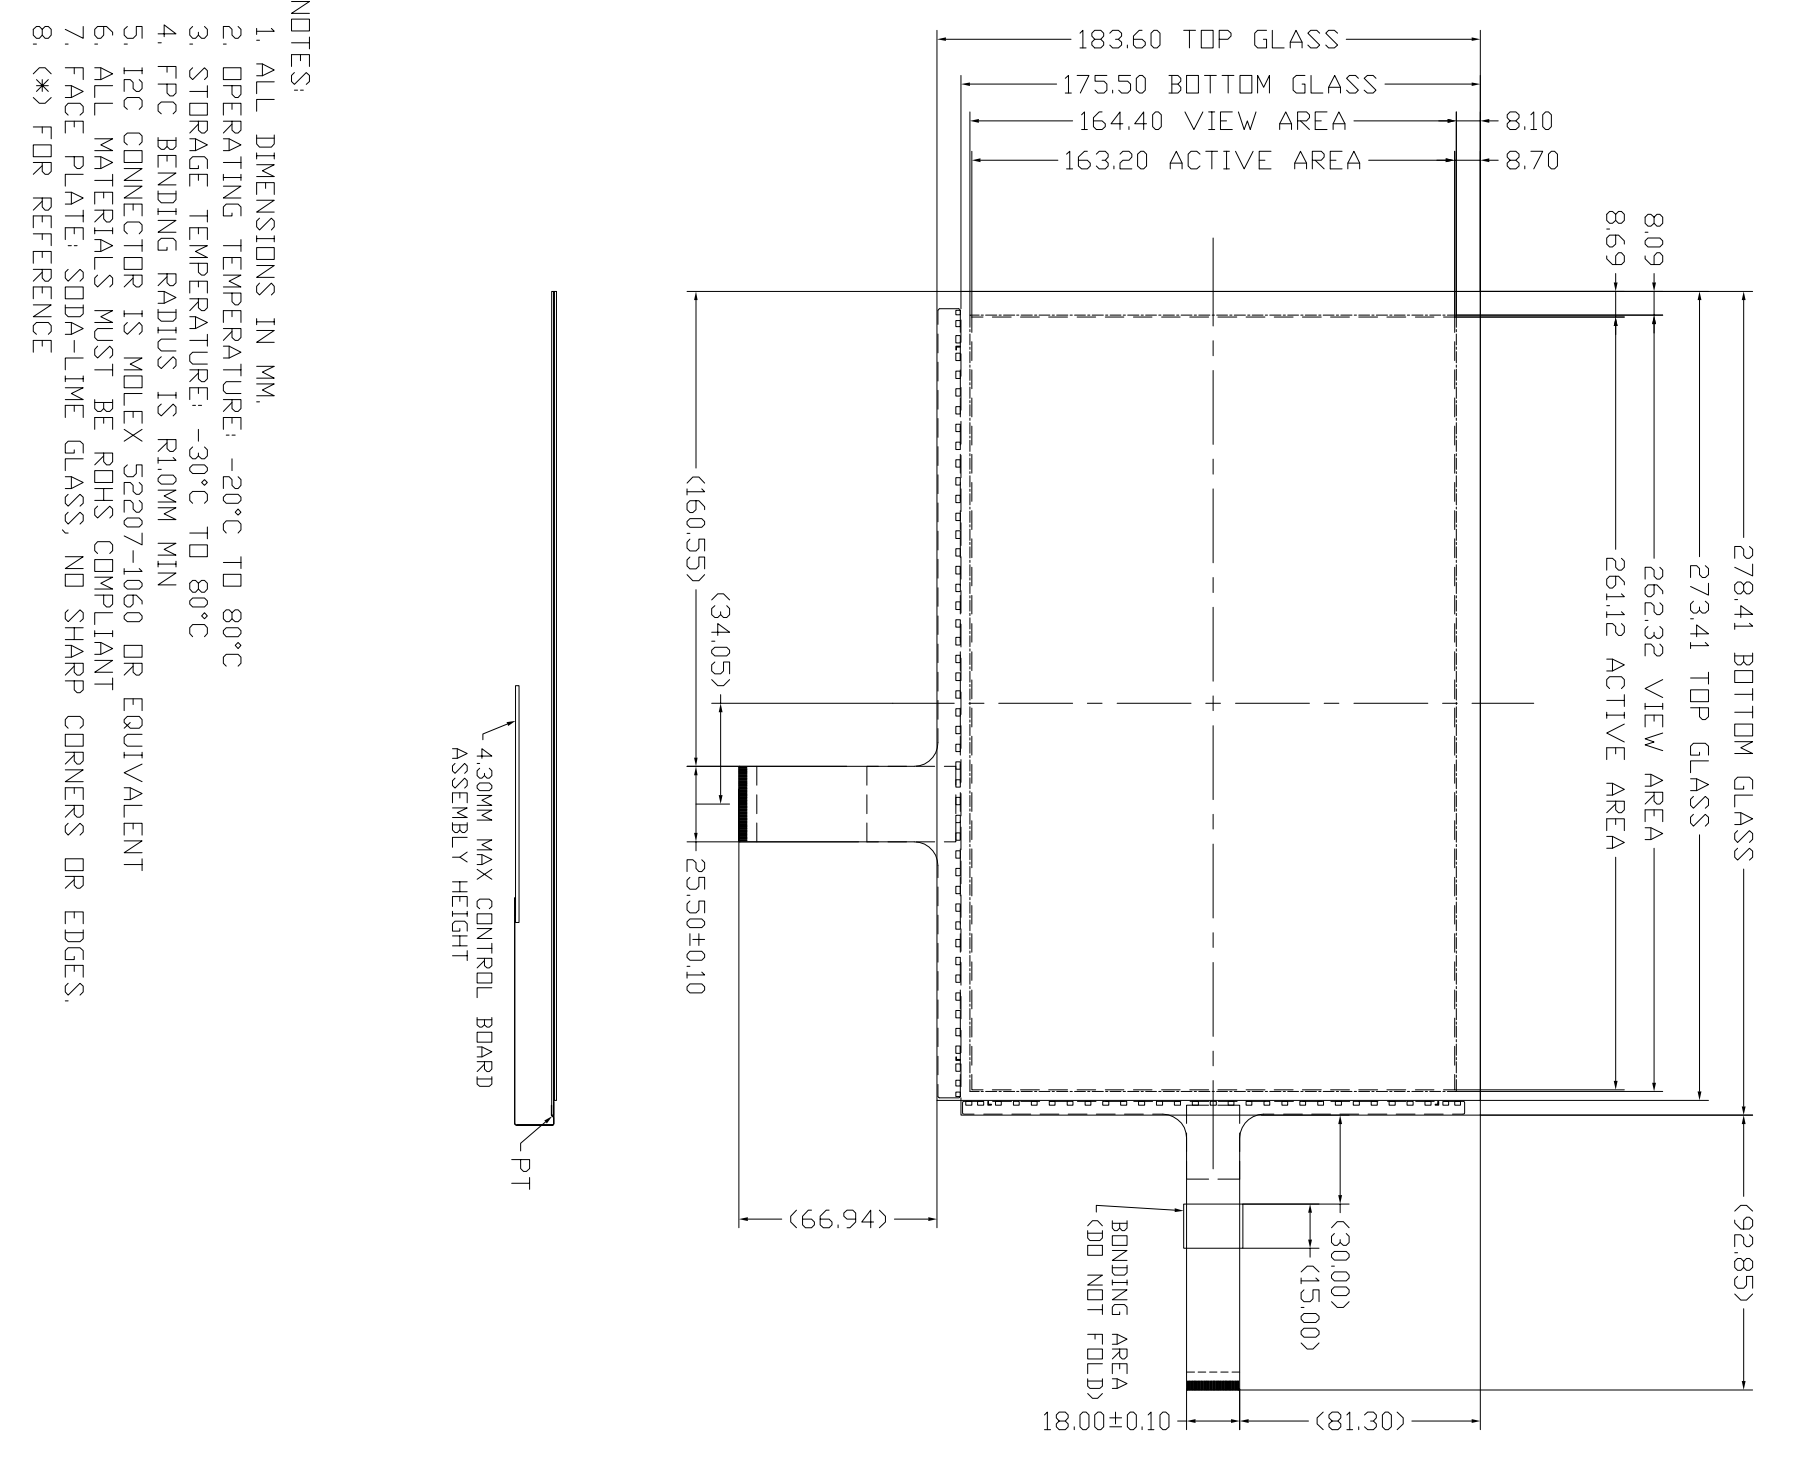 183.60 TOP GLASS
175.50 BOTTOM GLASS
164.40 VIEW AREA
8.10
163.20 ACTIVE AREA
8.70
8.09
8.69
278.41 BOTTOM GLASS
273.41 TOP GLASS
262.32 VIEW AREA
261.12 ACTIVE AREA
(160.55)
(34.05)
25.50±0.10
(66.94)
(92.85)
(30.00)
(15.00)
BONDING AREA
(DO NOT FOLD)
18.00±0.10
(81.30)
4.30MM MAX CONTROL BOARD
ASSEMBLY HEIGHT
PT
NOTES:
1. ALL DIMENSIONS IN MM.
2. OPERATING TEMPERATURE: -20°C TO 80°C
3. STORAGE TEMPERATURE: -30°C TO 80°C
4. FPC BENDING RADIUS IS R1.0MM MIN
5. I2C CONNECTOR IS MOLEX 52207-1060 OR EQUIVALENT
6. ALL MATERIALS MUST BE ROHS COMPLIANT
7. FACE PLATE: SODA-LIME GLASS, NO SHARP CORNERS OR EDGES.
8. (*) FOR REFERENCE